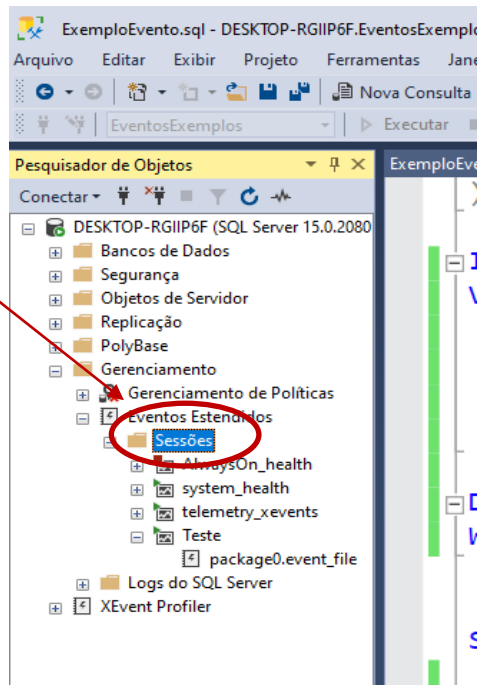 ExemploEvento.sql - DESKTOP-RGIIP6F.EventosExemplo
Arquivo Editar Exibir Projeto Ferramentas Jane
Nova Consulta
EventosExemplos Executar
Pesquisador de Objetos ExemploEve
Conectar
DESKTOP-RGIIP6F (SQL Server 15.0.2080
Bancos de Dados
Segurança
Objetos de Servidor
Replicação
PolyBase
Gerenciamento
Gerenciamento de Políticas
Eventos Estendidos
Sessões
AlwaysOn_health
system_health
telemetry_xevents
Teste
package0.event_file
Logs do SQL Server
XEvent Profiler